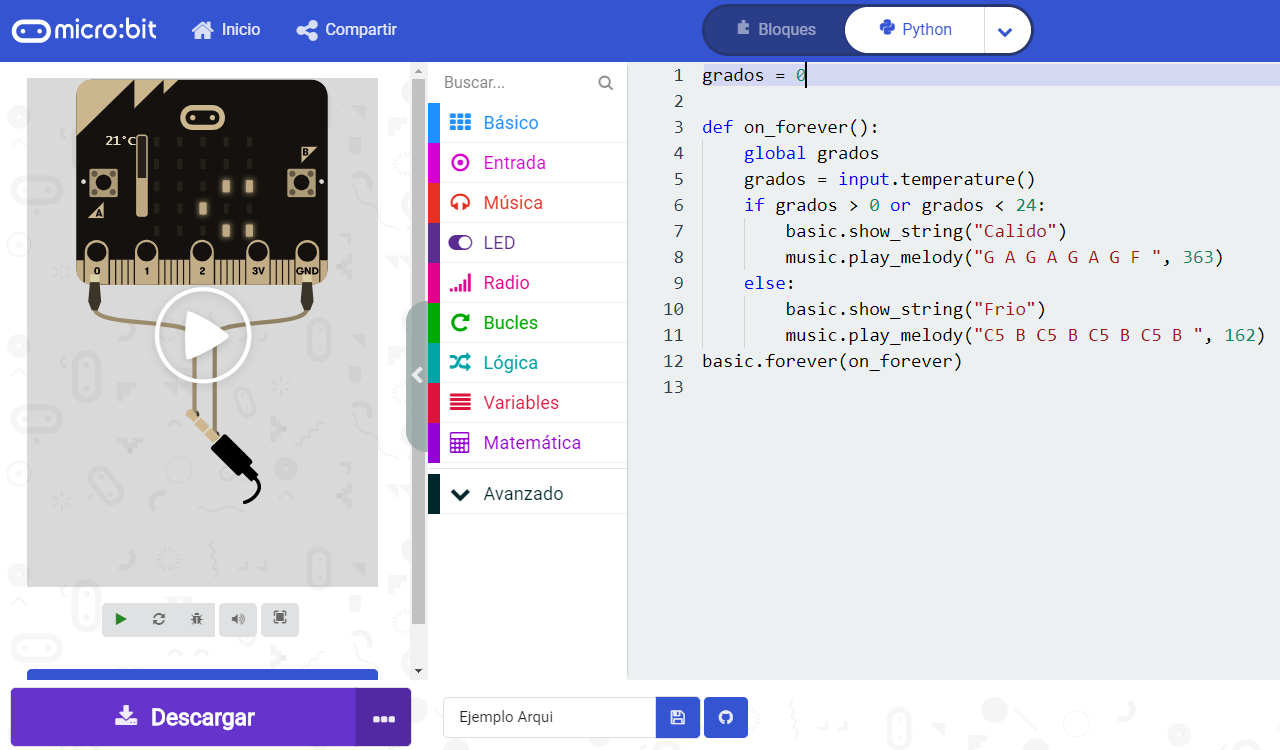 micro:bit Inicio Compartir Bloques Python
21°C
B
A
0 1 2 3V GND
Descargar
Buscar...
Básico
Entrada
Música
LED
Radio
Bucles
Lógica
Variables
Matemática
Avanzado
1 grados = 0
2
3 def on_forever():
4 global grados
5 grados = input.temperature()
6 if grados > 0 or grados < 24:
7 basic.show_string("Calido")
8 music.play_melody("G A G A G A G F ", 363)
9 else:
10 basic.show_string("Frio")
11 music.play_melody("C5 B C5 B C5 B C5 B ", 162)
12 basic.forever(on_forever)
13
Ejemplo Arqui